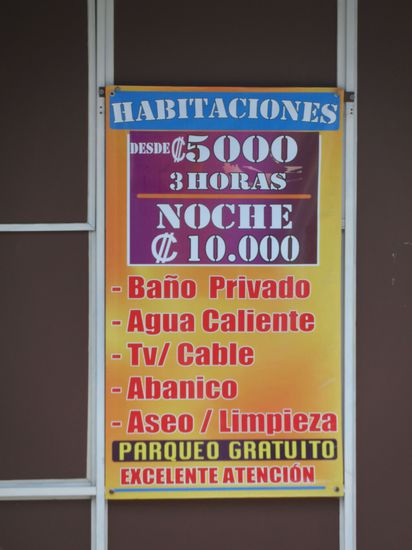 HABITACIONES
DESDE ₡5000
3 HORAS
NOCHE
₡ 10.000
- Baño Privado
- Agua Caliente
- Tv/ Cable
- Abanico
- Aseo / Limpieza
PARQUEO GRATUITO
EXCELENTE ATENCIÓN